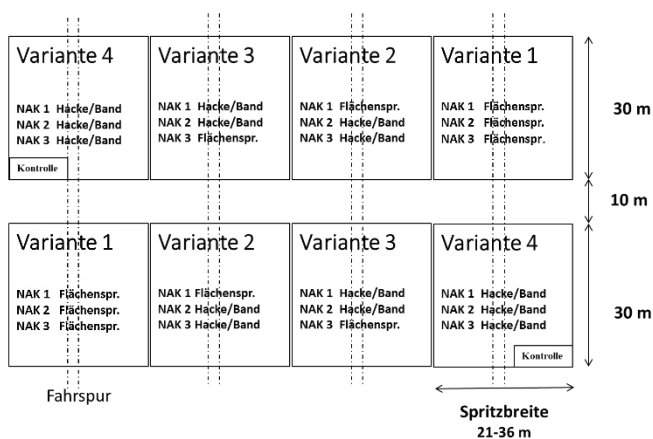 Variante 4
NAK 1 Hacke/Band
NAK 2 Hacke/Band
NAK 3 Hacke/Band
Kontrolle
Variante 3
NAK 1 Hacke/Band
NAK 2 Hacke/Band
NAK 3 Flächenspr.
Variante 2
NAK 1 Flächenspr.
NAK 2 Hacke/Band
NAK 3 Hacke/Band
Variante 1
NAK 1 Flächenspr.
NAK 2 Flächenspr.
NAK 3 Flächenspr.
30 m
10 m
Variante 1
NAK 1 Flächenspr.
NAK 2 Flächenspr.
NAK 3 Flächenspr.
Variante 2
NAK 1 Flächenspr.
NAK 2 Hacke/Band
NAK 3 Hacke/Band
Variante 3
NAK 1 Hacke/Band
NAK 2 Hacke/Band
NAK 3 Flächenspr.
Variante 4
NAK 1 Hacke/Band
NAK 2 Hacke/Band
NAK 3 Hacke/Band
Kontrolle
30 m
Fahrspur
Spritzbreite
21-36 m